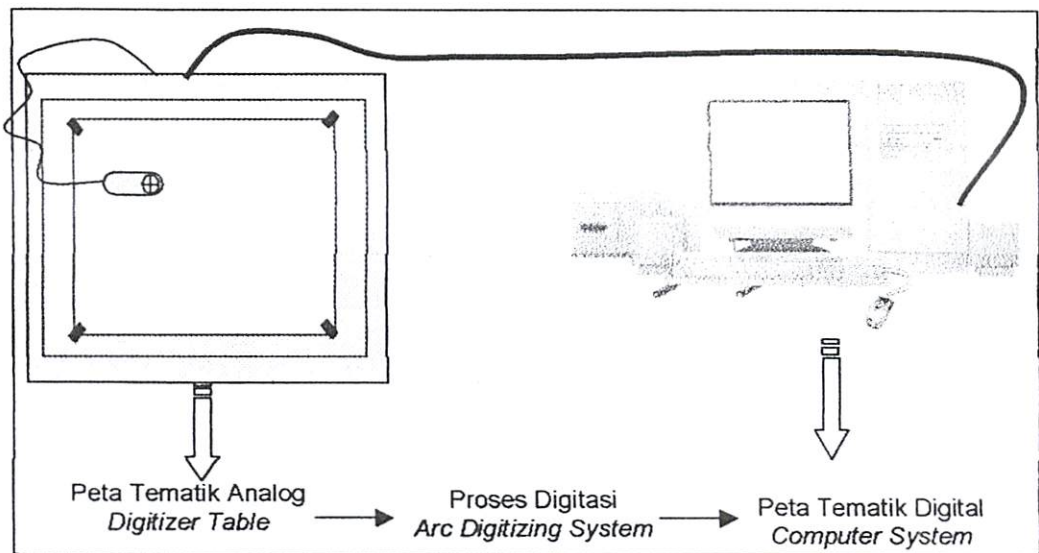 Peta Tematik Analog
Digitizer Table
Proses Digitasi
Arc Digitizing System
Peta Tematik Digital
Computer System